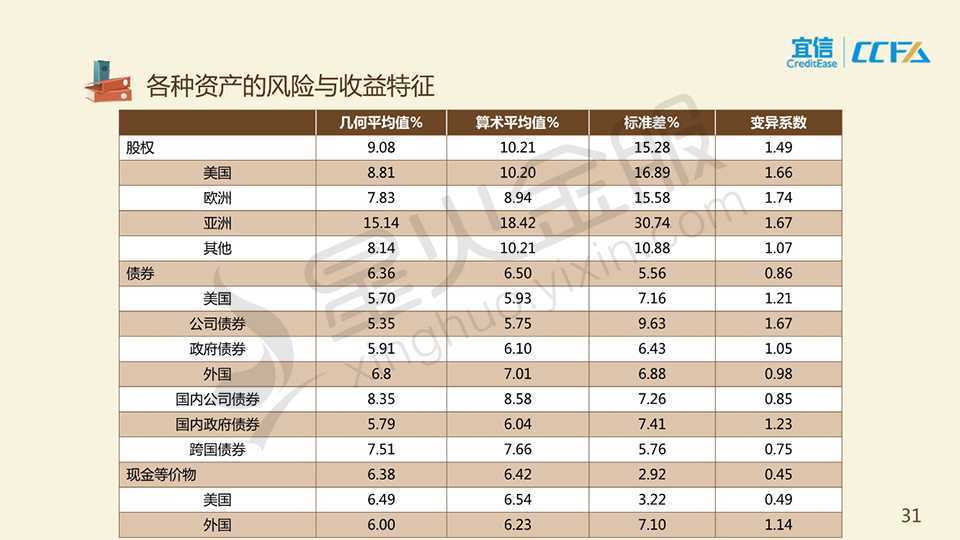 宜信
CreditEase
CCFA
各种资产的风险与收益特征
几何平均值% 算术平均值% 标准差% 变异系数
股权 9.08 10.21 15.28 1.49
美国 8.81 10.20 16.89 1.66
欧洲 7.83 8.94 15.58 1.74
亚洲 15.14 18.42 30.74 1.67
其他 8.14 10.21 10.88 1.07
债券 6.36 6.50 5.56 0.86
美国 5.70 5.93 7.16 1.21
公司债券 5.35 5.75 9.63 1.67
政府债券 5.91 6.10 6.43 1.05
外国 6.8 7.01 6.88 0.98
国内公司债券 8.35 8.58 7.26 0.85
国内政府债券 5.79 6.04 7.41 1.23
跨国债券 7.51 7.66 5.76 0.75
现金等价物 6.38 6.42 2.92 0.45
美国 6.49 6.54 3.22 0.49
外国 6.00 6.23 7.10 1.14
星火金服
xinghuo.yixin.com
31